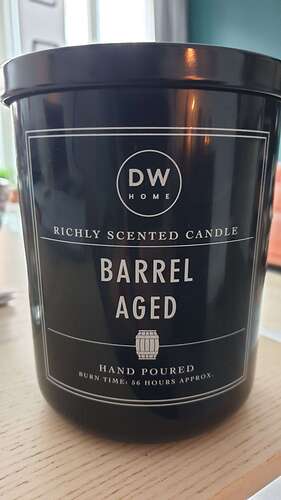 DW
HOME
RICHLY SCENTED CANDLE
BARREL
AGED
HAND POURED
BURN TIME: 56 HOURS APPROX.